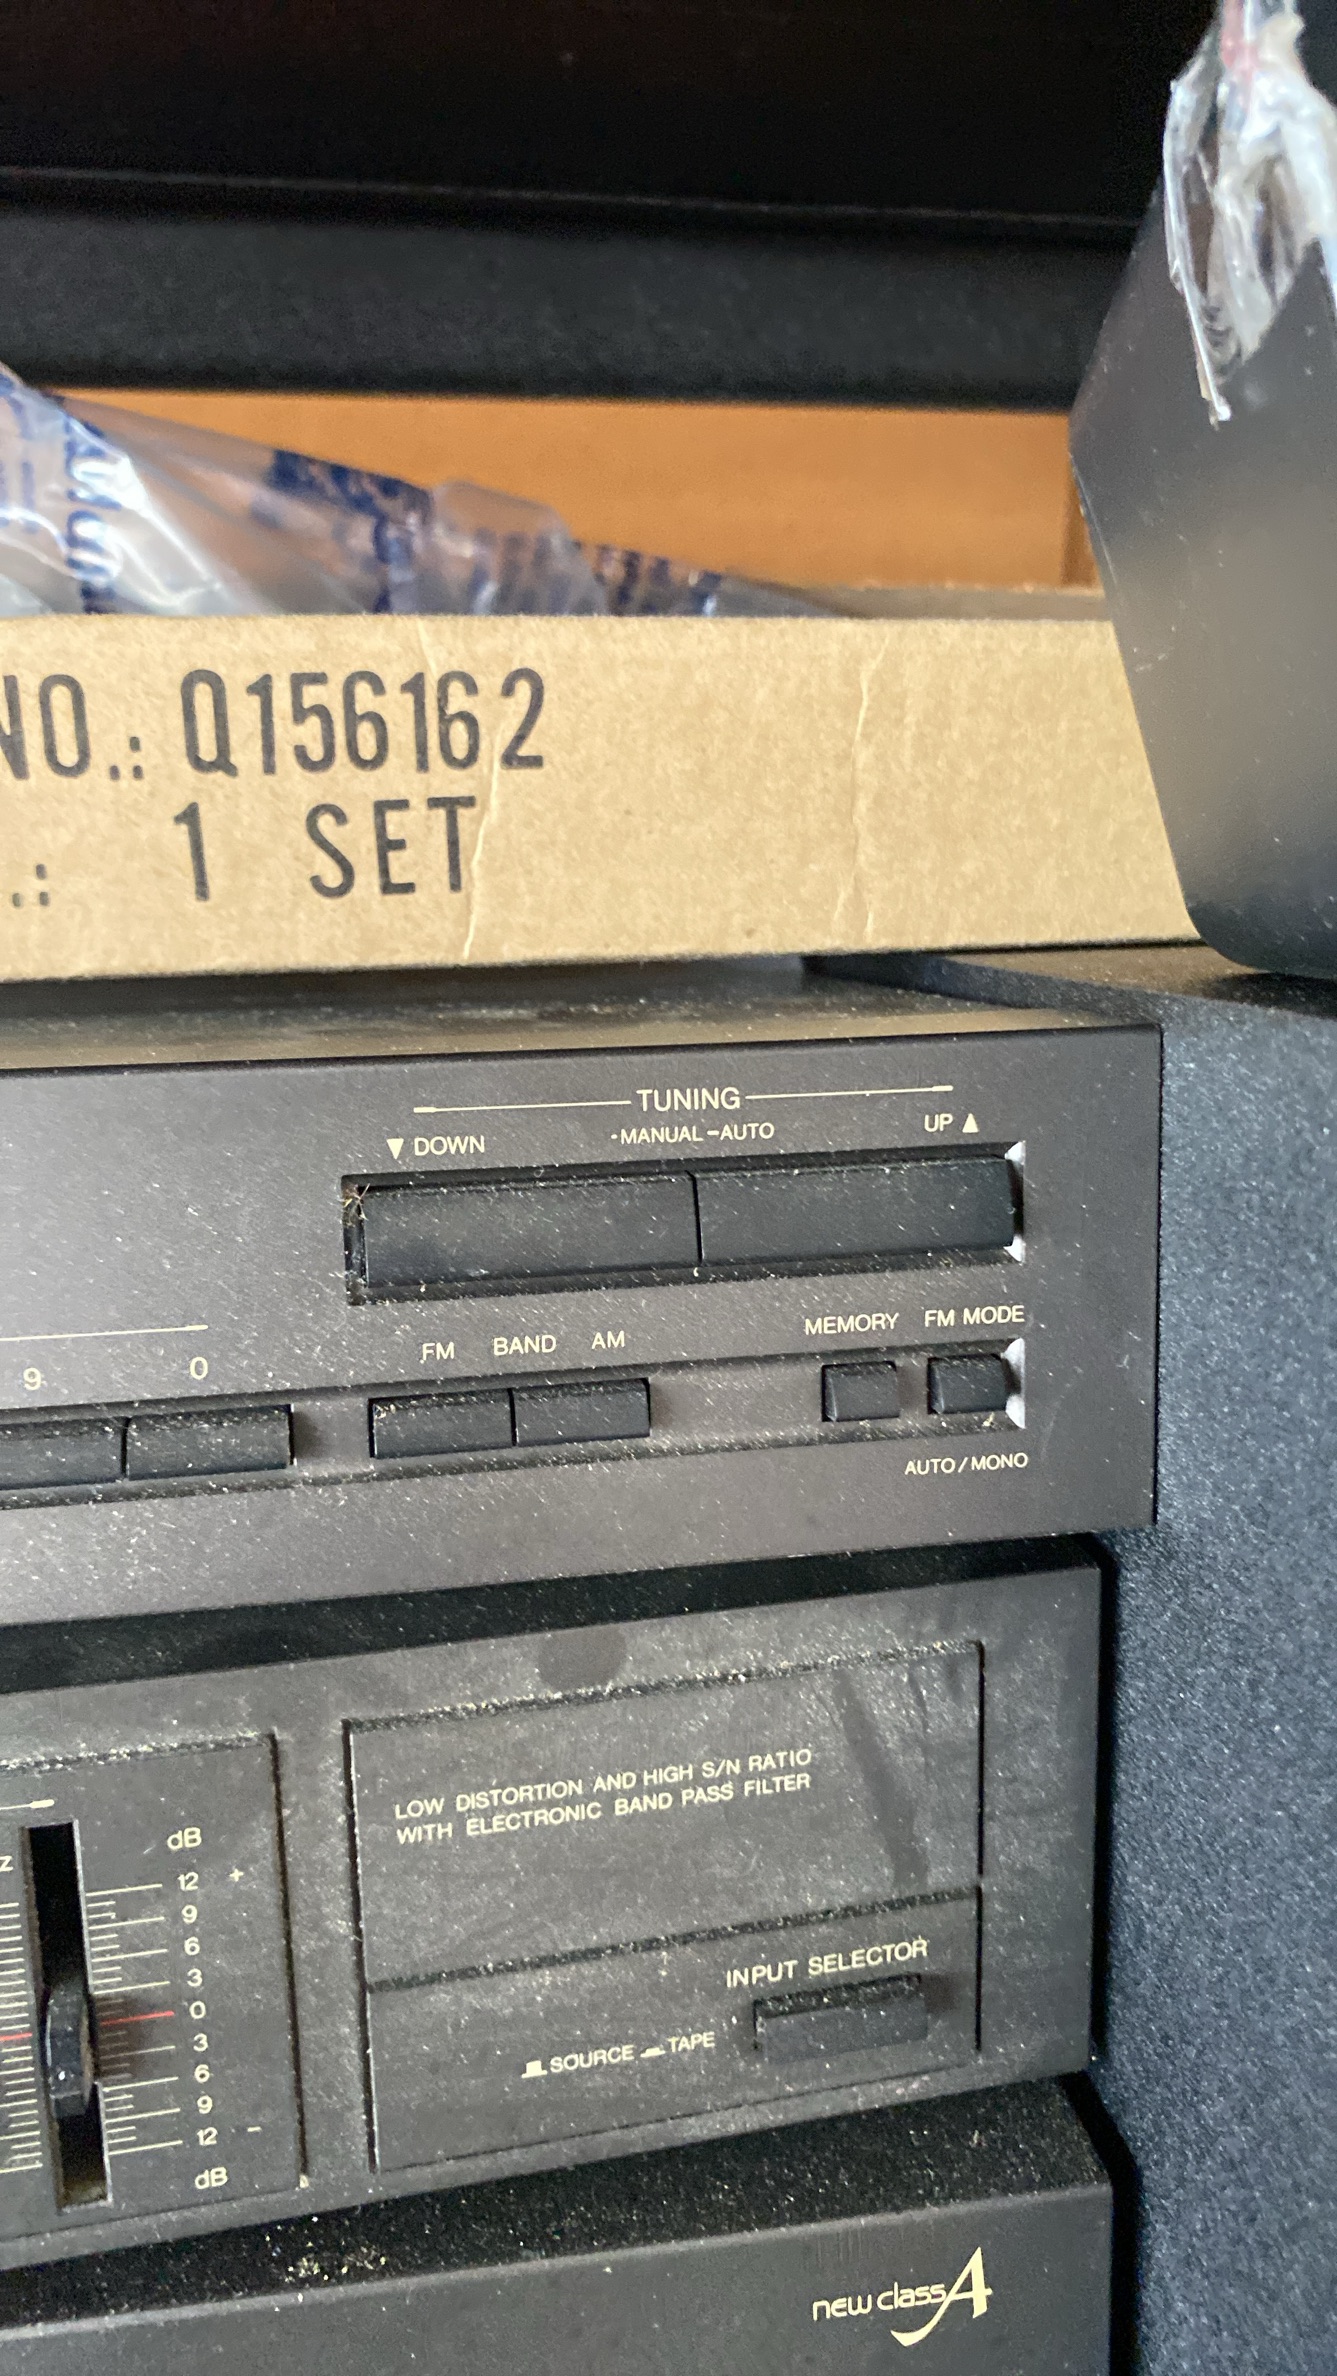 NO.: Q156162
.: 1 SET
TUNING
▼ DOWN •MANUAL –AUTO UP ▲
FM BAND AM MEMORY FM MODE
9 0
AUTO/MONO
LOW DISTORTION AND HIGH S/N RATIO
WITH ELECTRONIC BAND PASS FILTER
dB
z
12 +
9
6
3
0
3
6
9
12 –
dB
INPUT SELECTOR
SOURCE TAPE
new class A